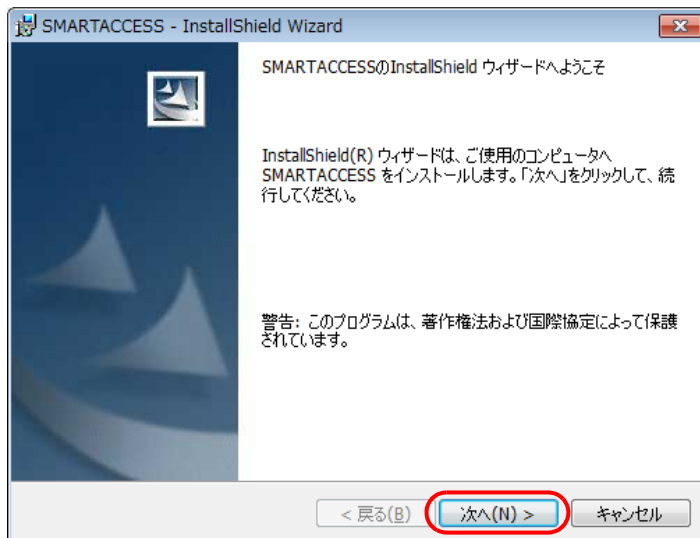 SMARTACCESS - InstallShield Wizard
SMARTACCESSのInstallShield ウィザードへようこそ
InstallShield(R) ウィザードは、ご使用のコンピュータへ
SMARTACCESS をインストールします。「次へ」をクリックして、続
行してください。
警告: このプログラムは、著作権法および国際協定によって保護
されています。
< 戻る(B)
次へ(N) >
キャンセル